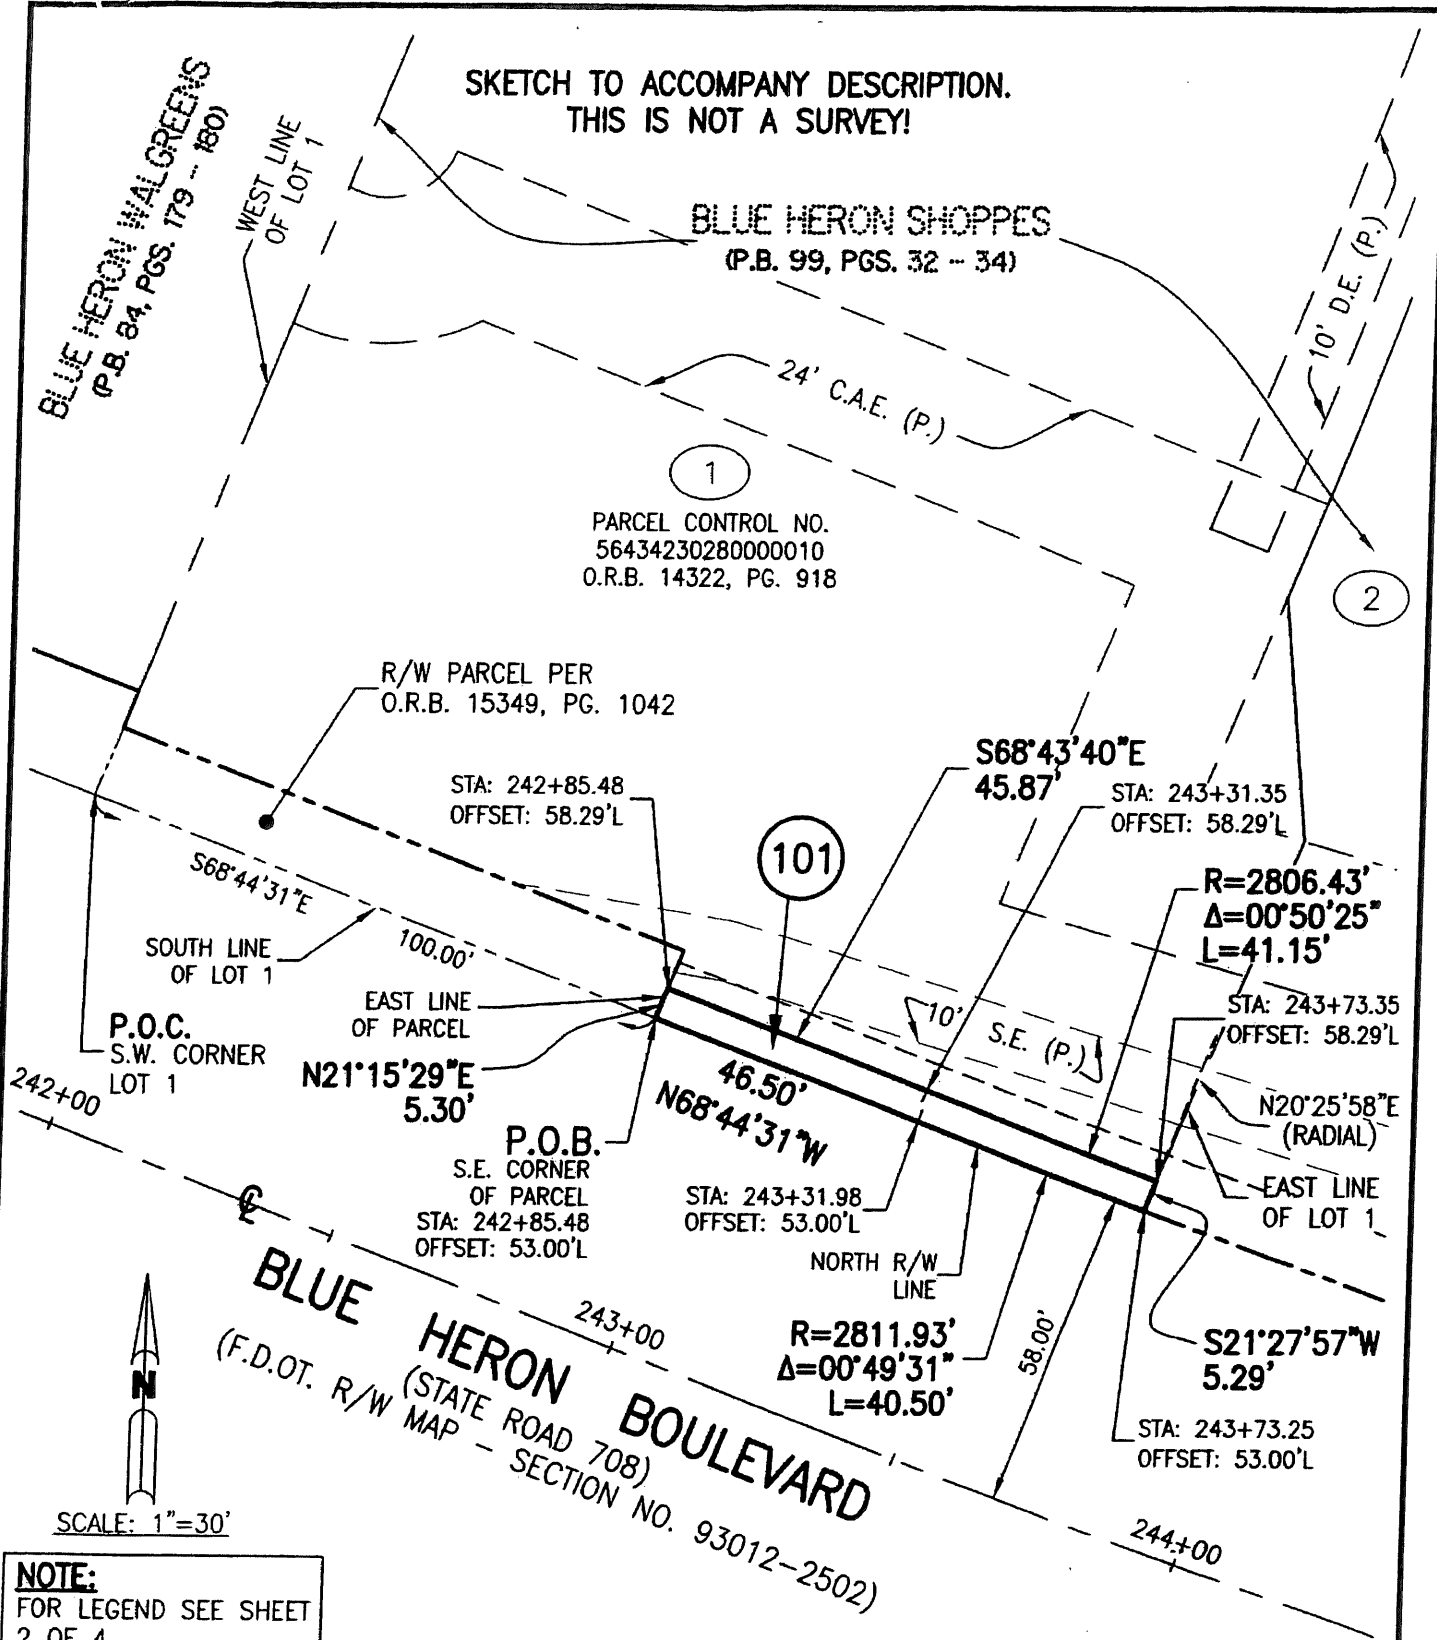 SKETCH TO ACCOMPANY DESCRIPTION.
THIS IS NOT A SURVEY!
BLUE HERON WALGREENS
(P.B. 84, PGS. 179 - 180)
WEST LINE
OF LOT 1
BLUE HERON SHOPPES
(P.B. 99, PGS. 32 - 34)
10' D.E. (P.)
24' C.A.E. (P.)
1
PARCEL CONTROL NO.
56434230280000010
O.R.B. 14322, PG. 918
2
R/W PARCEL PER
O.R.B. 15349, PG. 1042
S68°43'40"E
45.87'
STA: 242+85.48
OFFSET: 58.29'L
STA: 243+31.35
OFFSET: 58.29'L
101
R=2806.43'
Δ=00°50'25"
L=41.15'
S68°44'31"E
100.00'
SOUTH LINE
OF LOT 1
EAST LINE
OF PARCEL
10' S.E. (P.)
STA: 243+73.35
OFFSET: 58.29'L
P.O.C.
S.W. CORNER
LOT 1
N21°15'29"E
5.30'
46.50'
N68°44'31"W
N20°25'58"E
(RADIAL)
242+00
P.O.B.
S.E. CORNER
OF PARCEL
STA: 242+85.48
OFFSET: 53.00'L
STA: 243+31.98
OFFSET: 53.00'L
EAST LINE
OF LOT 1
NORTH R/W
LINE
℄
243+00
58.00'
R=2811.93'
Δ=00°49'31"
L=40.50'
S21°27'57"W
5.29'
STA: 243+73.25
OFFSET: 53.00'L
BLUE HERON BOULEVARD
(STATE ROAD 708)
(F.D.OT. R/W MAP - SECTION NO. 93012-2502)
244+00
N
SCALE: 1"=30'
NOTE:
FOR LEGEND SEE SHEET
2 OF 4